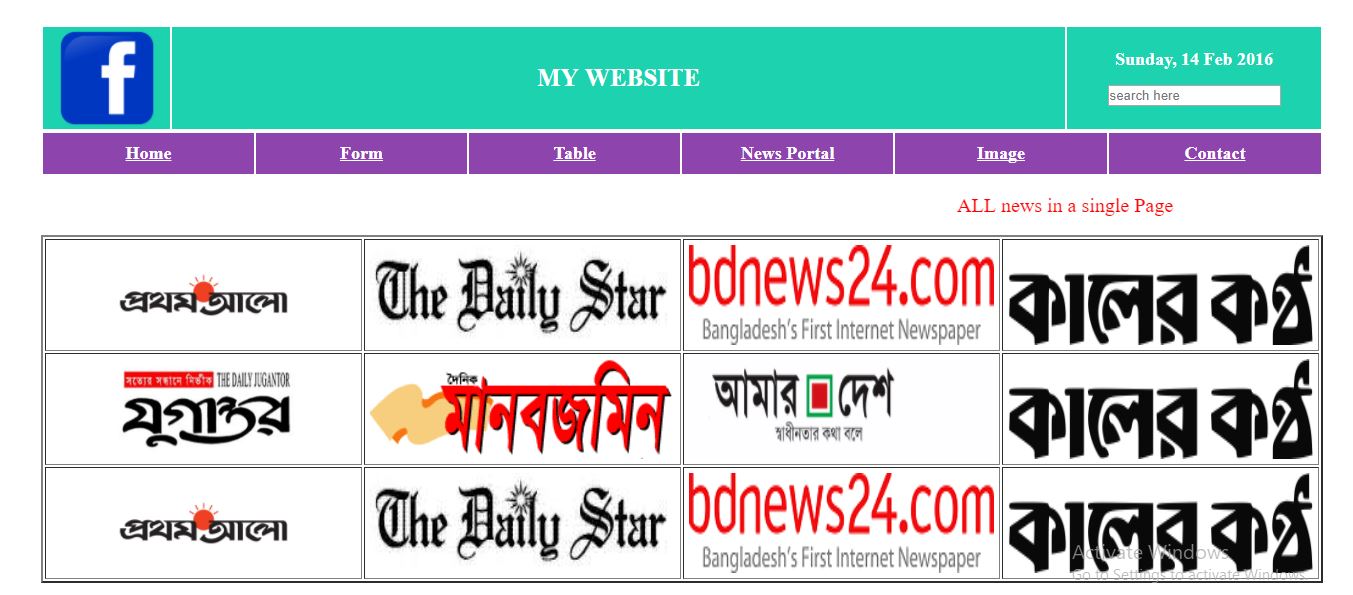 f
MY WEBSITE
Sunday, 14 Feb 2016
search here
Home Form Table News Portal Image Contact
ALL news in a single Page
প্রথম আলো
The Daily Star
bdnews24.com
Bangladesh's First Internet Newspaper
কালের কণ্ঠ
সত্যের সন্ধানে নির্ভীক THE DAILY JUGANTOR
যুগান্তর
দৈনিক
মানবজমিন
আমার দেশ
স্বাধীনতার কথা বলে
কালের কণ্ঠ
প্রথম আলো
The Daily Star
bdnews24.com
Bangladesh's First Internet Newspaper
কালের কণ্ঠ
Activate Windows
Go to Settings to activate Windows.